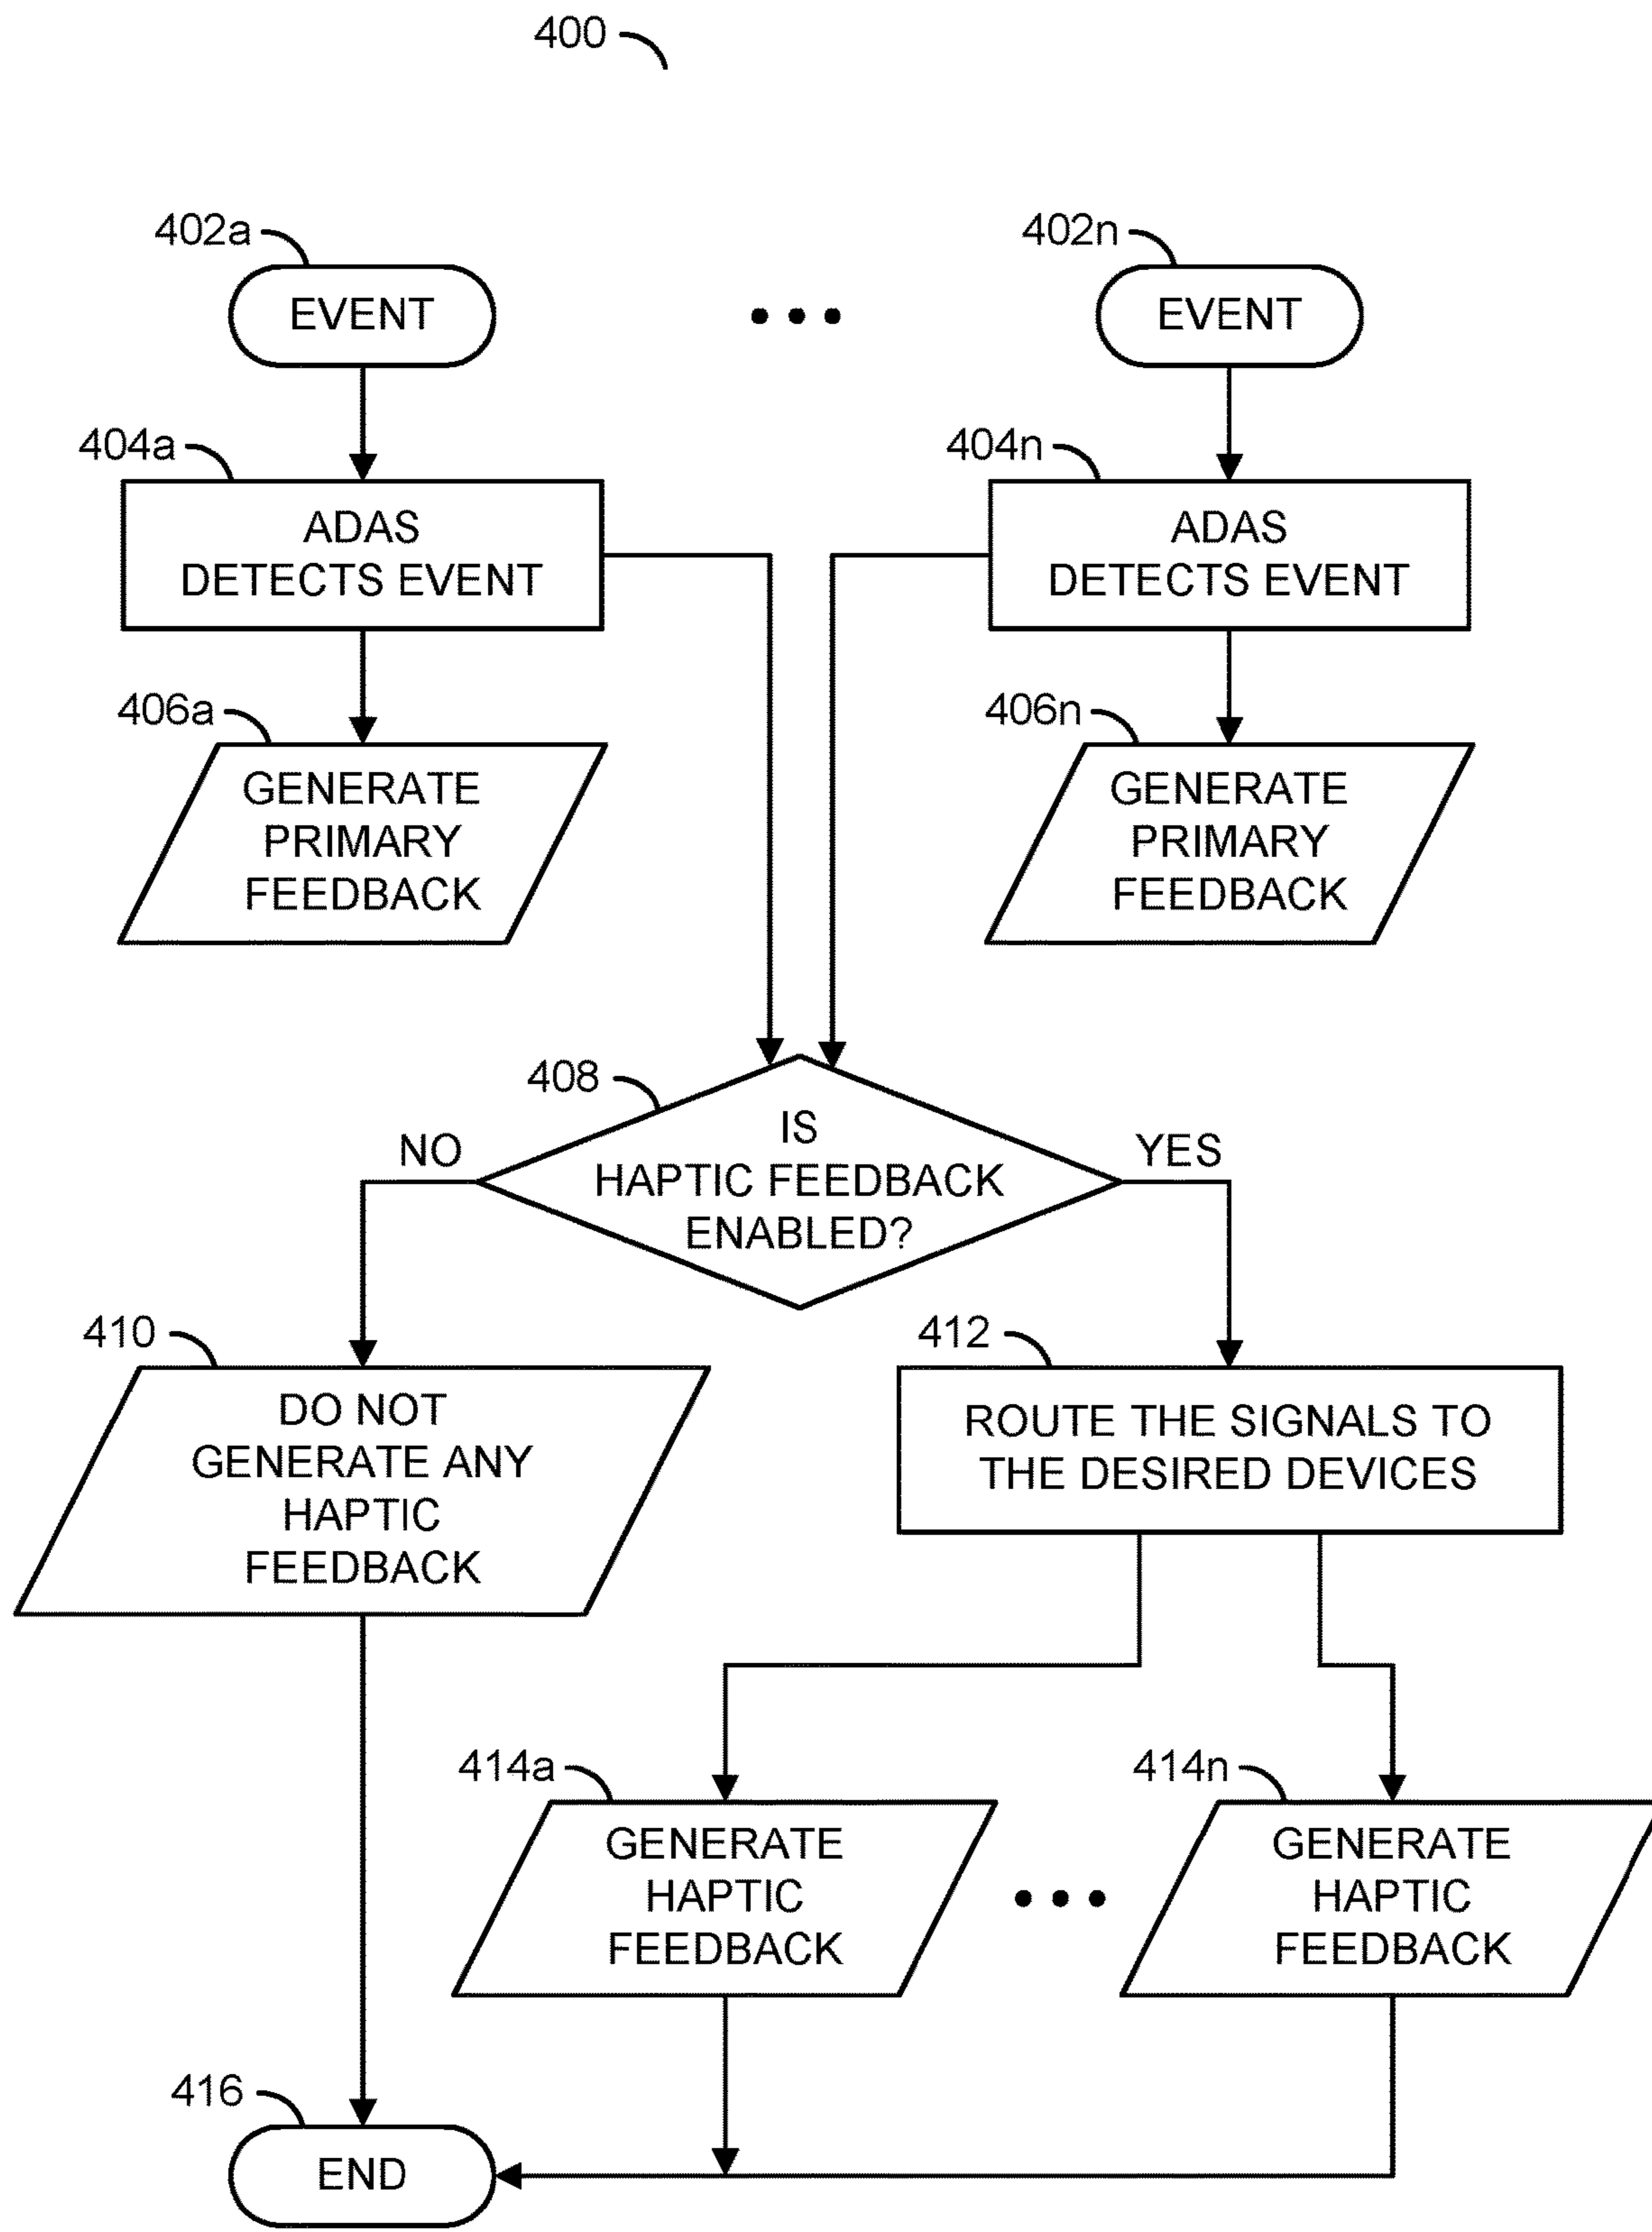 400
402a
402n
EVENT
EVENT
404a
404n
ADAS
DETECTS EVENT
ADAS
DETECTS EVENT
406a
406n
GENERATE
PRIMARY
FEEDBACK
GENERATE
PRIMARY
FEEDBACK
408
IS
HAPTIC FEEDBACK
ENABLED?
NO
YES
410
412
DO NOT
GENERATE ANY
HAPTIC
FEEDBACK
ROUTE THE SIGNALS TO
THE DESIRED DEVICES
414a
414n
GENERATE
HAPTIC
FEEDBACK
GENERATE
HAPTIC
FEEDBACK
416
END